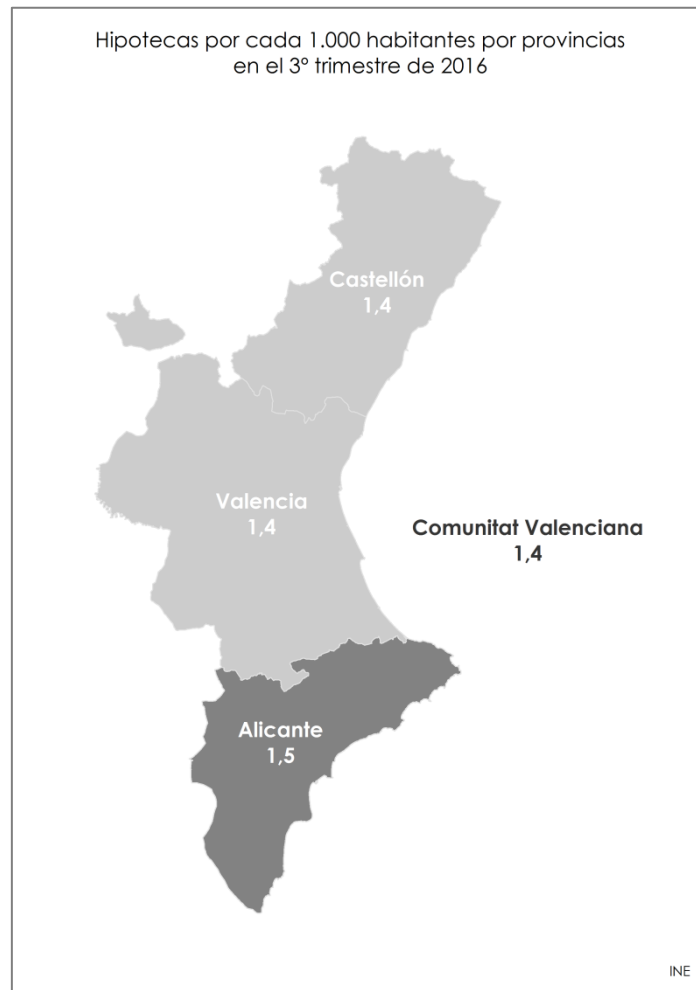 Hipotecas por cada 1.000 habitantes por provincias
en el 3º trimestre de 2016
Castellón
1,4
Valencia
1,4
Comunitat Valenciana
1,4
Alicante
1,5
INE